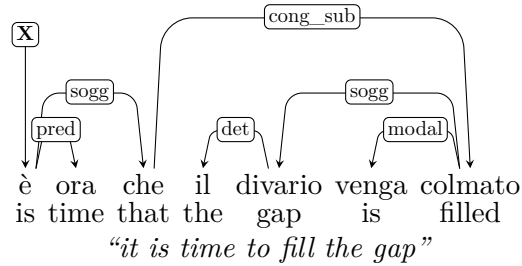 cong_sub
X
sogg sogg
pred det modal
è ora che il divario venga colmato
is time that the gap is filled
“it is time to fill the gap”